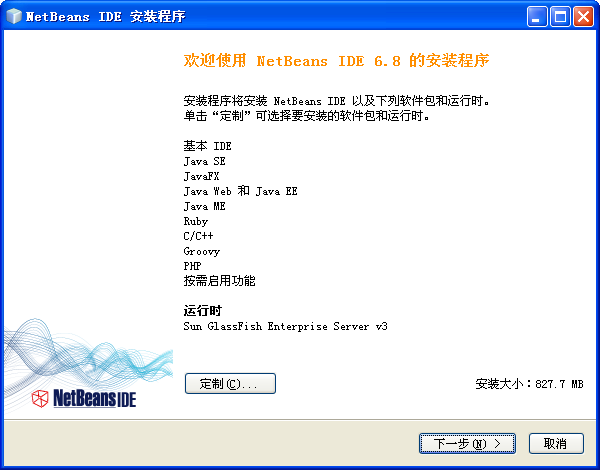 NetBeans IDE 安装程序
欢迎使用 NetBeans IDE 6.8 的安装程序
安装程序将安装 NetBeans IDE 以及下列软件包和运行时。
单击“定制”可选择要安装的软件包和运行时。
基本 IDE
Java SE
JavaFX
Java Web 和 Java EE
Java ME
Ruby
C/C++
Groovy
PHP
按需启用功能
运行时
Sun GlassFish Enterprise Server v3
定制(C)...
安装大小：827.7 MB
NetBeans IDE
下一步(N) >
取消